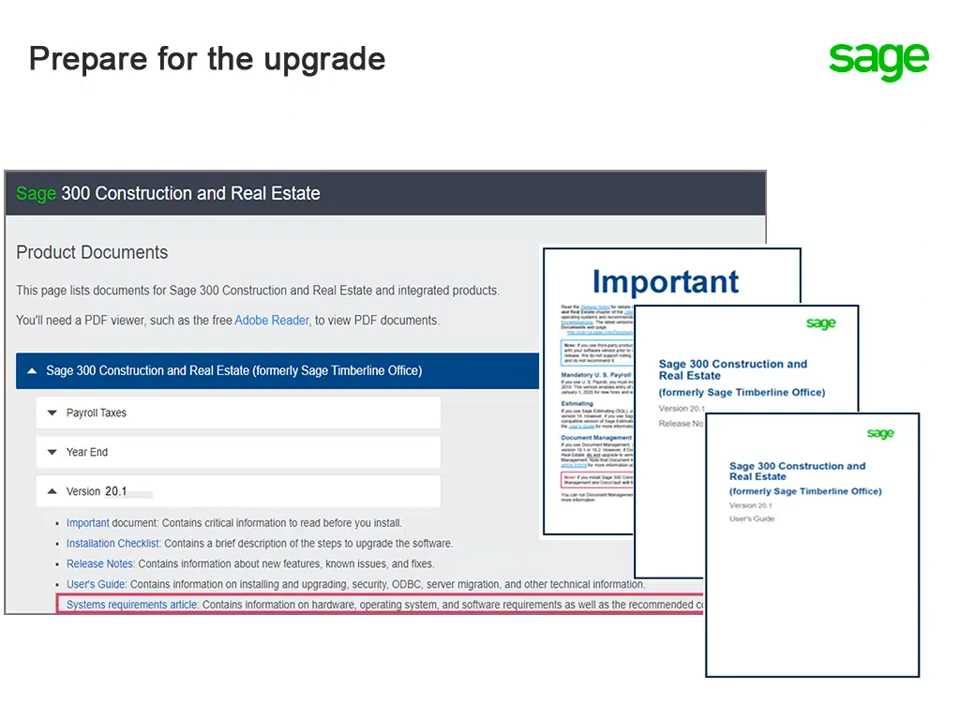 Prepare for the upgrade
sage
Sage 300 Construction and Real Estate
Product Documents
This page lists documents for Sage 300 Construction and Real Estate and integrated products.
You'll need a PDF viewer, such as the free Adobe Reader, to view PDF documents.
Sage 300 Construction and Real Estate (formerly Sage Timberline Office)
Payroll Taxes
Year End
Version 20.1
Important document: Contains critical information to read before you install.
Installation Checklist: Contains a brief description of the steps to upgrade the software.
Release Notes: Contains information about new features, known issues, and fixes.
User's Guide: Contains information on installing and upgrading, security, ODBC, server migration, and other technical information.
Systems requirements article: Contains information on hardware, operating system, and software requirements as well as the recommended
Important
Mandatory U. S. Payroll
Estimating
Document Management
sage
Sage 300 Construction and
Real Estate
(formerly Sage Timberline Office)
Version 20.1
Release No
sage
Sage 300 Construction and
Real Estate
(formerly Sage Timberline Office)
Version 20.1
User's Guide